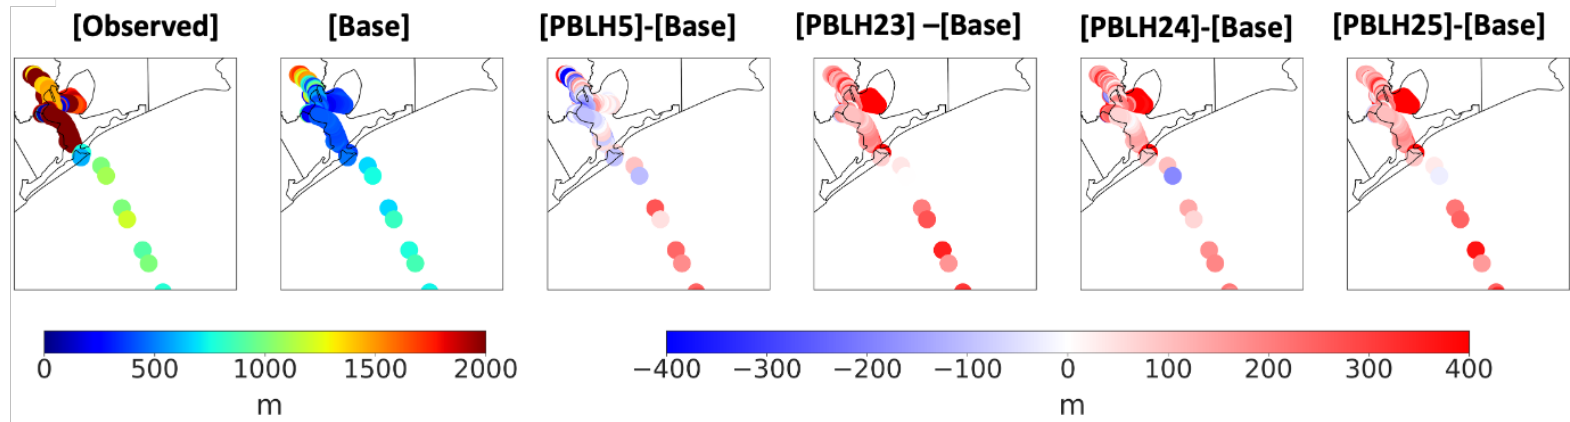 [Observed] [Base] [PBLH5]-[Base] [PBLH23] –[Base] [PBLH24]-[Base] [PBLH25]-[Base]
0 500 1000 1500 2000 −400 −300 −200 −100 0 100 200 300 400
m m